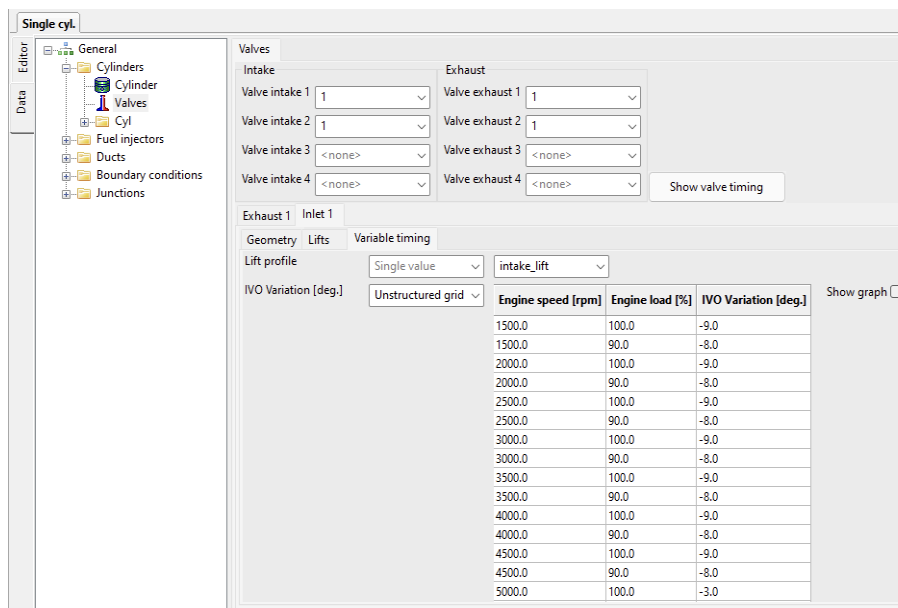 Single cyl.
Editor
Data
General
Cylinders
Cylinder
Valves
Cyl
Fuel injectors
Ducts
Boundary conditions
Junctions
Valves
Intake
Exhaust
Valve intake 1 1 Valve exhaust 1 1
Valve intake 2 1 Valve exhaust 2 1
Valve intake 3 <none> Valve exhaust 3 <none>
Valve intake 4 <none> Valve exhaust 4 <none> Show valve timing
Exhaust 1 Inlet 1
Geometry Lifts Variable timing
Lift profile Single value intake_lift
IVO Variation [deg.] Unstructured grid Show graph
Engine speed [rpm] Engine load [%] IVO Variation [deg.]
1500.0 100.0 -9.0
1500.0 90.0 -8.0
2000.0 100.0 -9.0
2000.0 90.0 -8.0
2500.0 100.0 -9.0
2500.0 90.0 -8.0
3000.0 100.0 -9.0
3000.0 90.0 -8.0
3500.0 100.0 -9.0
3500.0 90.0 -8.0
4000.0 100.0 -9.0
4000.0 90.0 -8.0
4500.0 100.0 -9.0
4500.0 90.0 -8.0
5000.0 100.0 -3.0